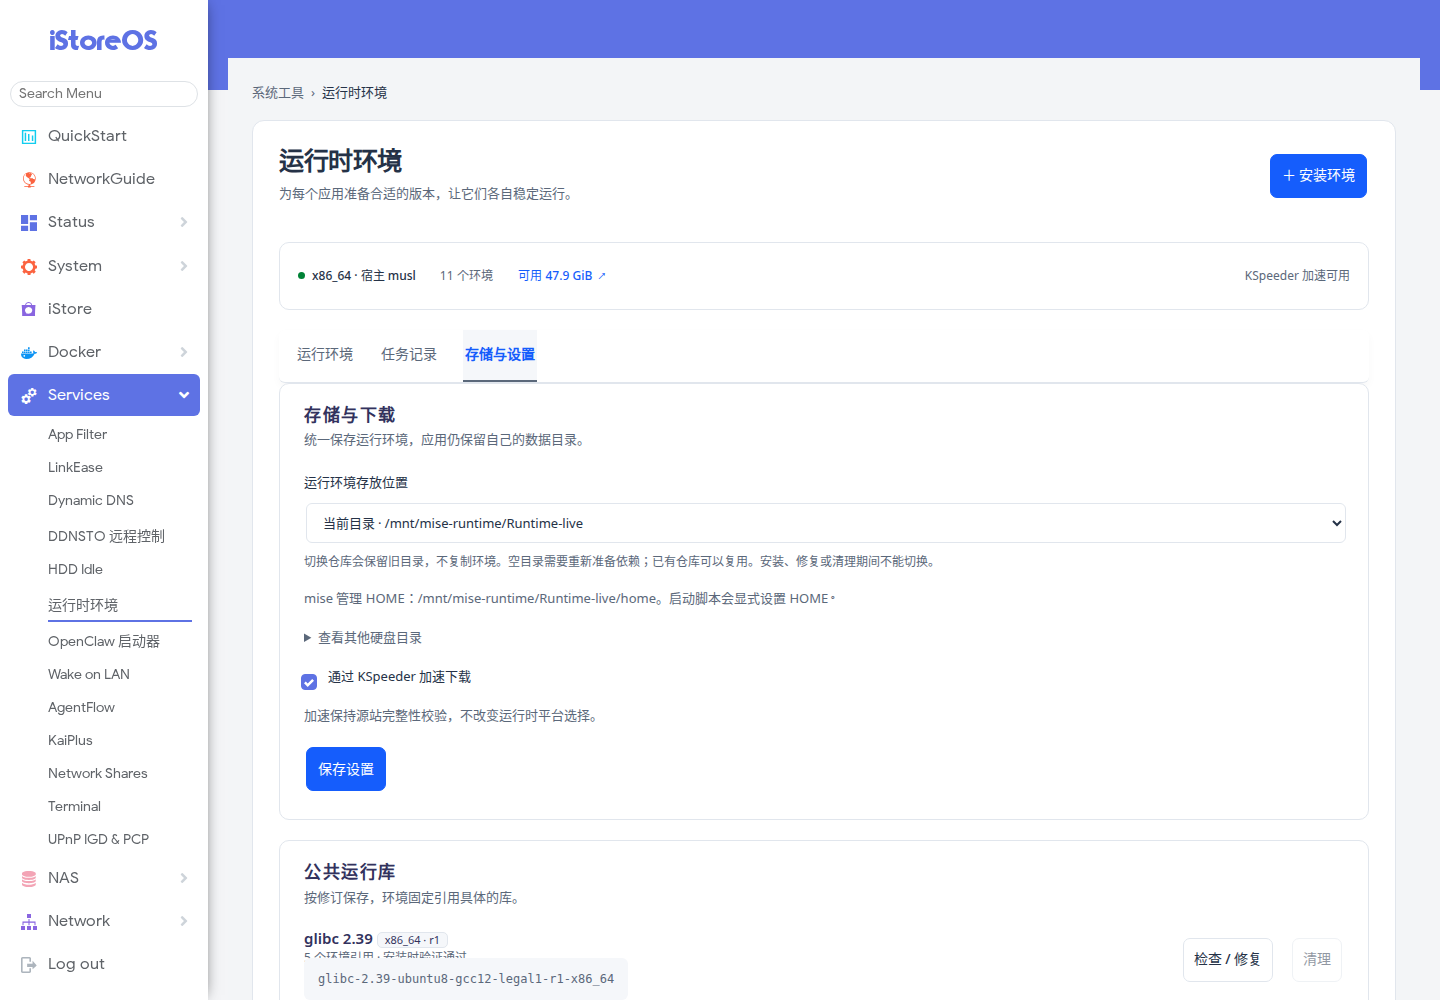 iStoreOS
Search Menu
QuickStart
NetworkGuide
Status
System
iStore
Docker
Services
App Filter
LinkEase
Dynamic DNS
DDNSTO 远程控制
HDD Idle
运行时环境
OpenClaw 启动器
Wake on LAN
AgentFlow
KaiPlus
Network Shares
Terminal
UPnP IGD & PCP
NAS
Network
Log out
系统工具 › 运行时环境
运行时环境
为每个应用准备合适的版本，让它们各自稳定运行。
＋ 安装环境
x86_64 · 宿主 musl 11 个环境 可用 47.9 GiB ↗ KSpeeder 加速可用
运行环境 任务记录 存储与设置
存储与下载
统一保存运行环境，应用仍保留自己的数据目录。
运行环境存放位置
当前目录 · /mnt/mise-runtime/Runtime-live
切换仓库会保留旧目录，不复制环境。空目录需要重新准备依赖；已有仓库可以复用。安装、修复或清理期间不能切换。
mise 管理 HOME：/mnt/mise-runtime/Runtime-live/home。启动脚本会显式设置 HOME。
查看其他硬盘目录
通过 KSpeeder 加速下载
加速保持源站完整性校验，不改变运行时平台选择。
保存设置
公共运行库
按修订保存，环境固定引用具体的库。
glibc 2.39 x86_64 · r1
5 个环境引用 · 安装时验证通过
glibc-2.39-ubuntu8-gcc12-legal1-r1-x86_64
检查 / 修复 清理